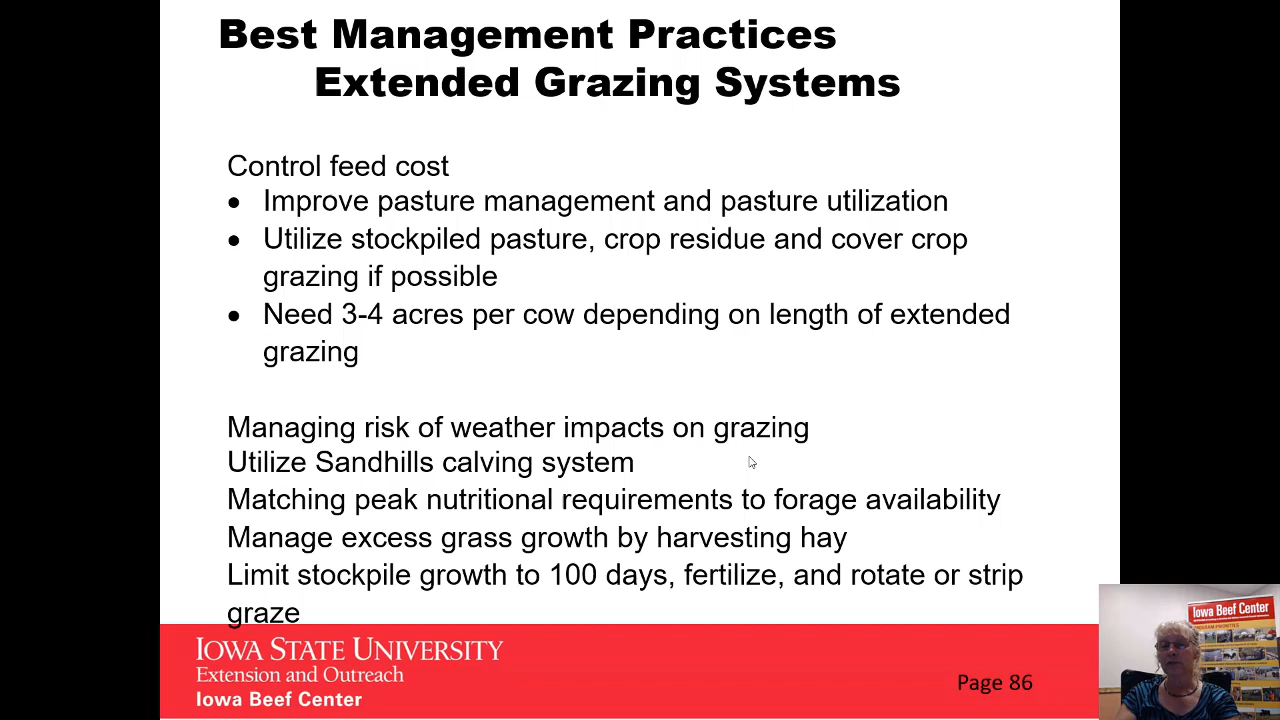 Best Management Practices
Extended Grazing Systems
Control feed cost
• Improve pasture management and pasture utilization
• Utilize stockpiled pasture, crop residue and cover crop
grazing if possible
• Need 3-4 acres per cow depending on length of extended
grazing
Managing risk of weather impacts on grazing
Utilize Sandhills calving system
Matching peak nutritional requirements to forage availability
Manage excess grass growth by harvesting hay
Limit stockpile growth to 100 days, fertilize, and rotate or strip
graze
IOWA STATE UNIVERSITY
Extension and Outreach
Iowa Beef Center
Page 86
Iowa Beef Center
PROGRAM PRIORITIES